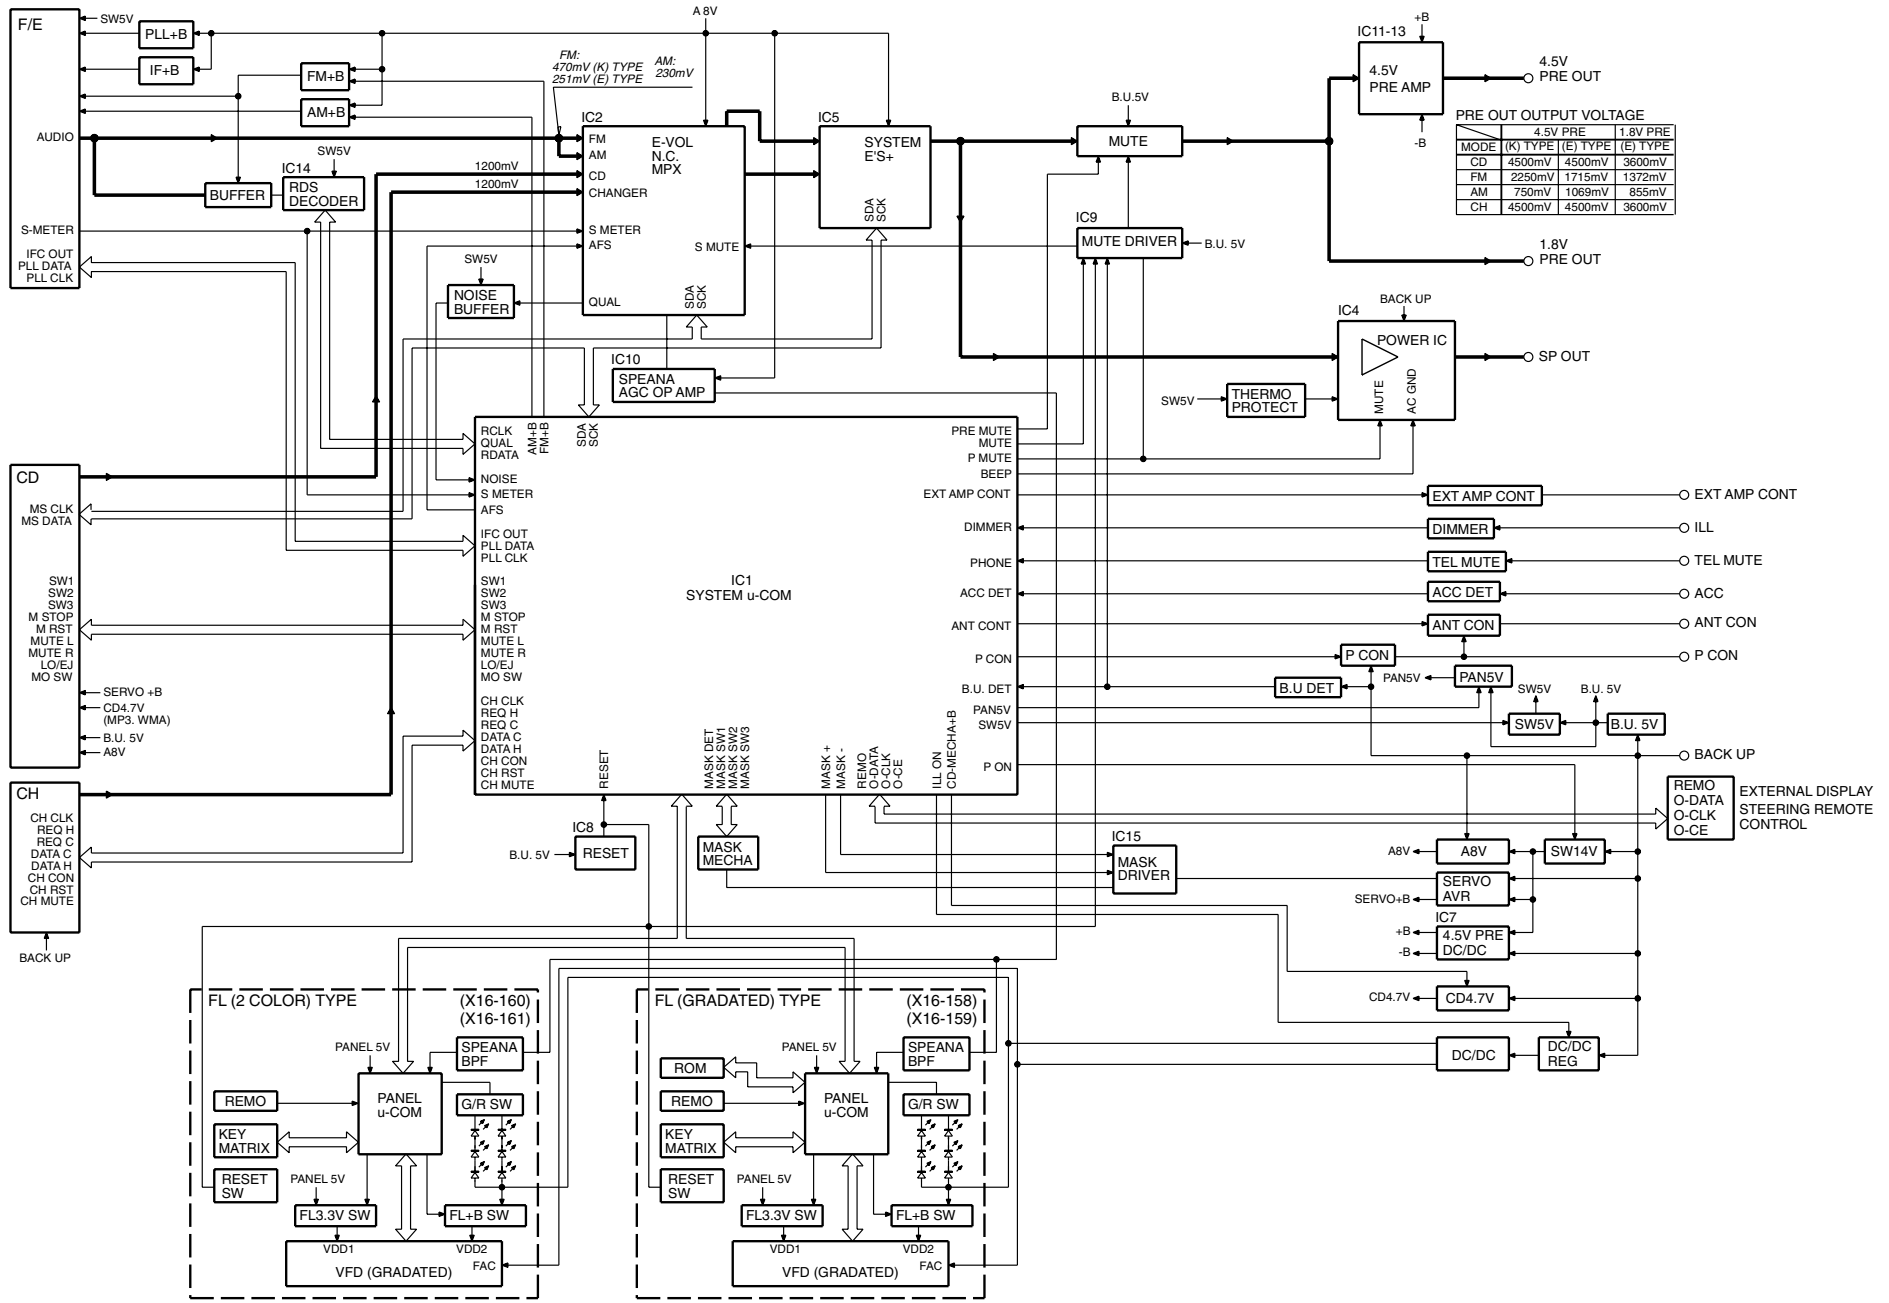 F/E
SW5V
PLL+B
IF+B
FM+B
AM+B
AUDIO
SW5V
IC14
RDS
DECODER
BUFFER
S-METER
IFC OUT
PLL DATA
PLL CLK
A 8V
FM:
470mV (K) TYPE
251mV (E) TYPE
AM:
230mV
IC2
E-VOL
N.C.
MPX
FM
AM
CD
CHANGER
1200mV
1200mV
S METER
AFS
S MUTE
QUAL
SDA
SCK
SW5V
NOISE
BUFFER
IC5
SYSTEM
E'S+
SDA
SCK
B.U.5V
MUTE
IC9
MUTE DRIVER
B.U. 5V
IC11-13
+B
4.5V
PRE AMP
-B
4.5V
PRE OUT
PRE OUT OUTPUT VOLTAGE
4.5V PRE
1.8V PRE
MODE (K) TYPE (E) TYPE (E) TYPE
CD 4500mV 4500mV 3600mV
FM 2250mV 1715mV 1372mV
AM 750mV 1069mV 855mV
CH 4500mV 4500mV 3600mV
1.8V
PRE OUT
BACK UP
IC4
POWER IC
MUTE
AC GND
SP OUT
SW5V
THERMO
PROTECT
IC10
SPEANA
AGC OP AMP
CD
MS CLK
MS DATA
SW1
SW2
SW3
M STOP
M RST
MUTE L
MUTE R
LO/EJ
MO SW
SERVO +B
CD4.7V
(MP3. WMA)
B.U. 5V
A8V
CH
CH CLK
REQ H
REQ C
DATA C
DATA H
CH CON
CH RST
CH MUTE
BACK UP
RCLK
QUAL
RDATA
AM+B
FM+B
SDA
SCK
NOISE
S METER
AFS
IFC OUT
PLL DATA
PLL CLK
SW1
SW2
SW3
M STOP
M RST
MUTE L
MUTE R
LO/EJ
MO SW
CH CLK
REQ H
REQ C
DATA C
DATA H
CH CON
CH RST
CH MUTE
IC1
SYSTEM u-COM
RESET
MASK DET
MASK SW1
MASK SW2
MASK SW3
MASK +
MASK -
REMO
O-DATA
O-CLK
O-CE
ILL ON
CD-MECHA+B
PRE MUTE
MUTE
P MUTE
BEEP
EXT AMP CONT
DIMMER
PHONE
ACC DET
ANT CONT
P CON
B.U. DET
PAN5V
SW5V
P ON
EXT AMP CONT
EXT AMP CONT
DIMMER
ILL
TEL MUTE
TEL MUTE
ACC DET
ACC
ANT CON
ANT CON
P CON
P CON
B.U DET
PAN5V
PAN5V
SW5V
B.U. 5V
SW5V
B.U. 5V
BACK UP
REMO
O-DATA
O-CLK
O-CE
EXTERNAL DISPLAY
STEERING REMOTE
CONTROL
IC8
B.U. 5V
RESET
MASK
MECHA
IC15
MASK
DRIVER
A8V
A8V
SW14V
SERVO
AVR
SERVO+B
IC7
+B
4.5V PRE
-B
DC/DC
CD4.7V
CD4.7V
DC/DC
DC/DC
REG
FL (2 COLOR) TYPE
(X16-160)
(X16-161)
PANEL 5V
SPEANA
BPF
PANEL
u-COM
REMO
G/R SW
KEY
MATRIX
RESET
SW
PANEL 5V
FL3.3V SW
FL+B SW
VDD1
VDD2
VFD (GRADATED)
FAC
FL (GRADATED) TYPE
(X16-158)
(X16-159)
PANEL 5V
SPEANA
BPF
ROM
PANEL
u-COM
REMO
G/R SW
KEY
MATRIX
RESET
SW
PANEL 5V
FL3.3V SW
FL+B SW
VDD1
VDD2
VFD (GRADATED)
FAC